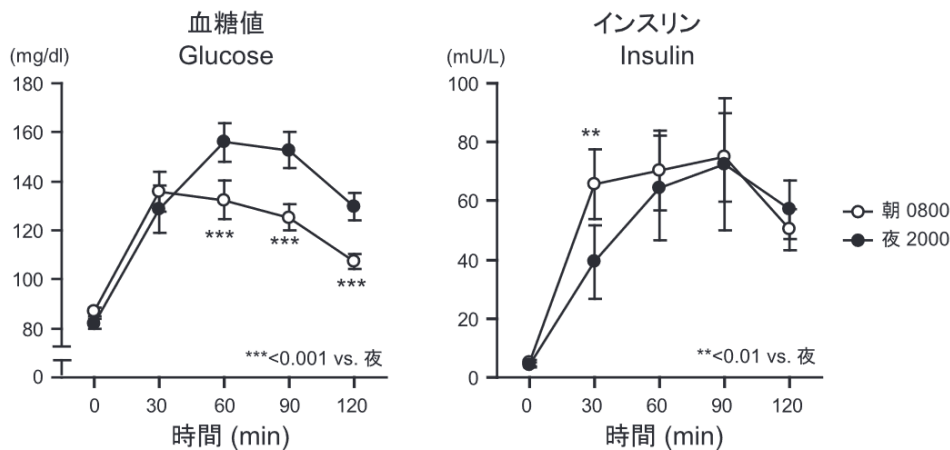 血糖値
Glucose
(mg/dl)
180
160
140
120
100
80
0
***
***
***
***<0.001 vs. 夜
0 30 60 90 120
時間 (min)
インスリン
Insulin
(mU/L)
100
80
60
40
20
0
**
**<0.01 vs. 夜
0 30 60 90 120
時間 (min)
朝 0800
夜 2000